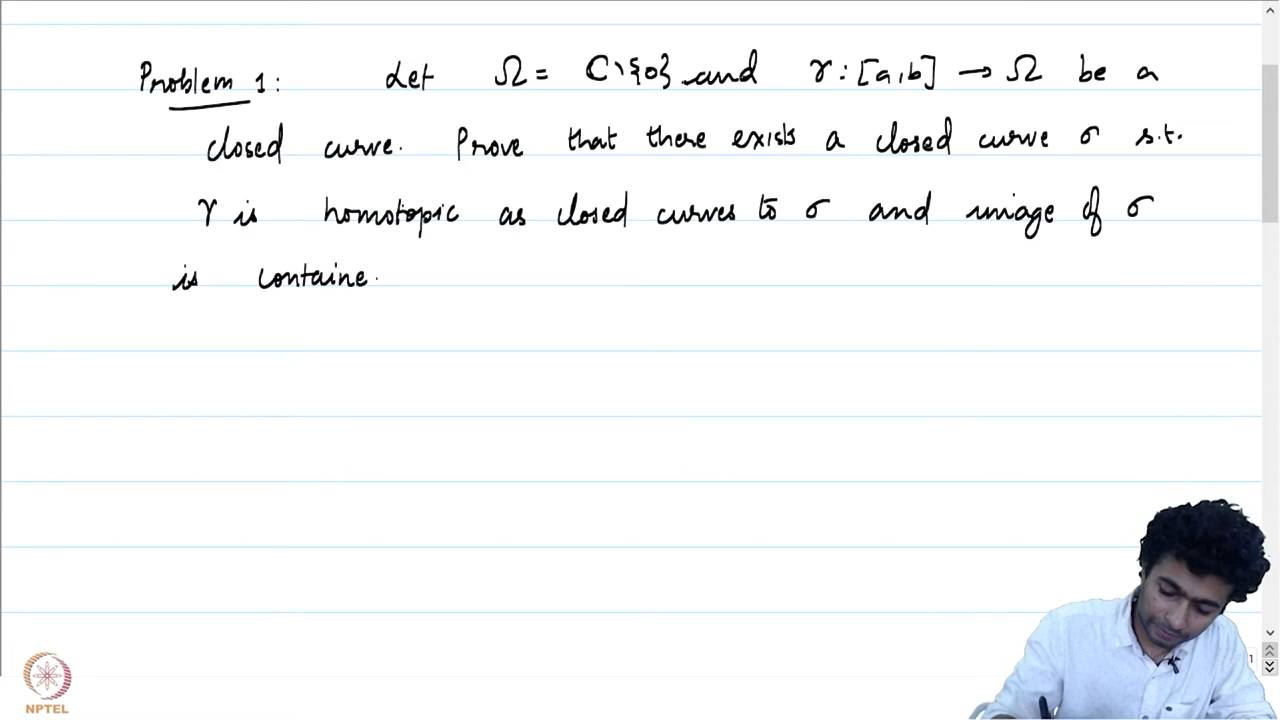 Problem 1: Let Ω = ℂ\{0} and γ : [a,b] → Ω be a
closed curve. Prove that there exists a closed curve σ s.t.
γ is homotopic as closed curves to σ and image of σ
is containe.
1
NPTEL